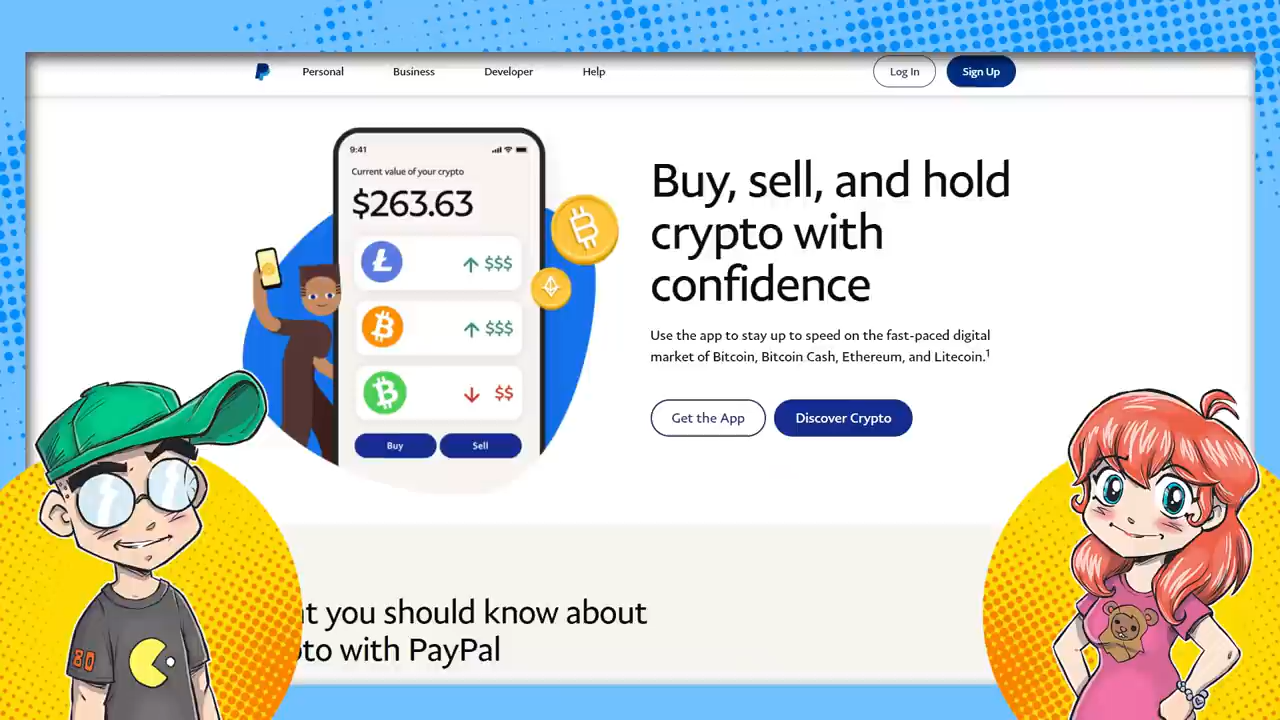 Personal
Business
Developer
Help
Log In
Sign Up
9:41
Current value of your crypto
$263.63
$$$
$$$
$$
Buy
Sell
Buy, sell, and hold
crypto with
confidence
Use the app to stay up to speed on the fast-paced digital
market of Bitcoin, Bitcoin Cash, Ethereum, and Litecoin.1
Get the App
Discover Crypto
you should know about
with PayPal
80